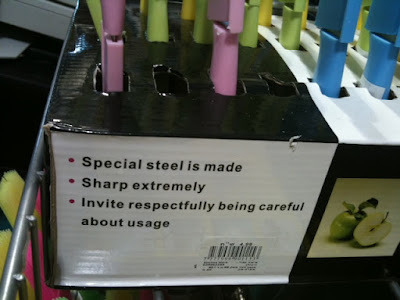 Special steel is made
Sharp extremely
Invite respectfully being careful
about usage